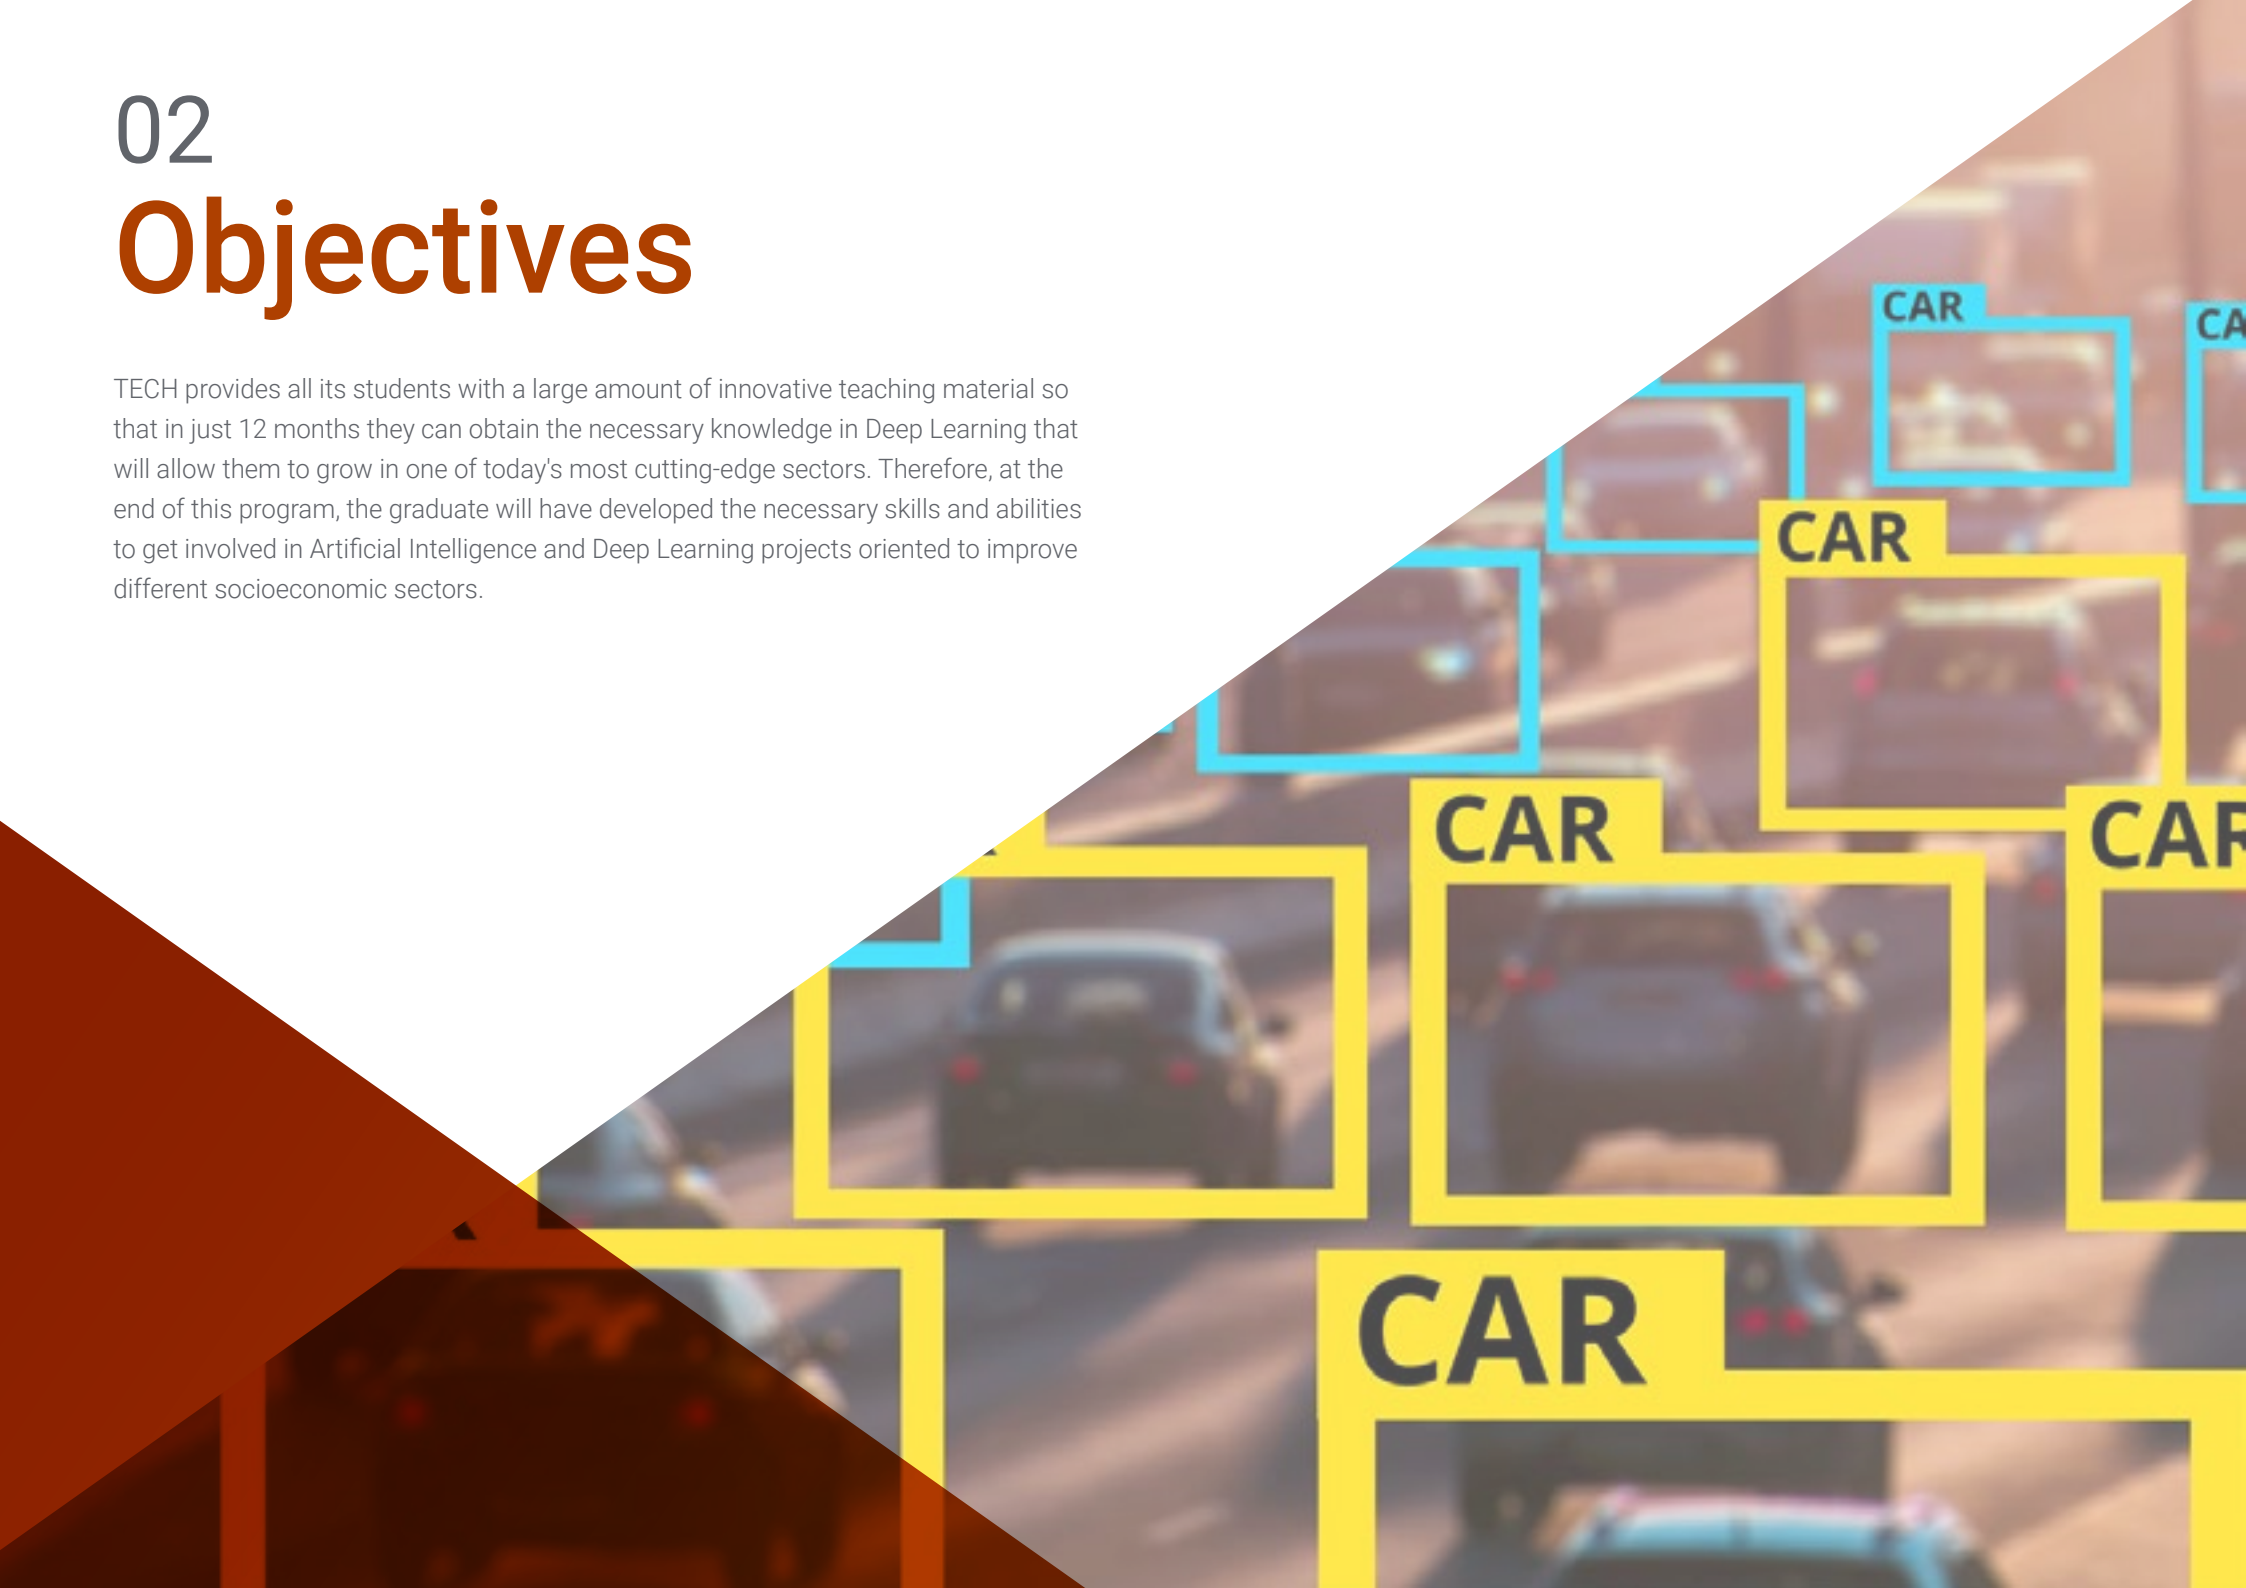 02
Objectives
TECH provides all its students with a large amount of innovative teaching material so
that in just 12 months they can obtain the necessary knowledge in Deep Learning that
will allow them to grow in one of today's most cutting-edge sectors. Therefore, at the
end of this program, the graduate will have developed the necessary skills and abilities
to get involved in Artificial Intelligence and Deep Learning projects oriented to improve
different socioeconomic sectors.
CAR
CA
CAR
CAR
CAR
CAR